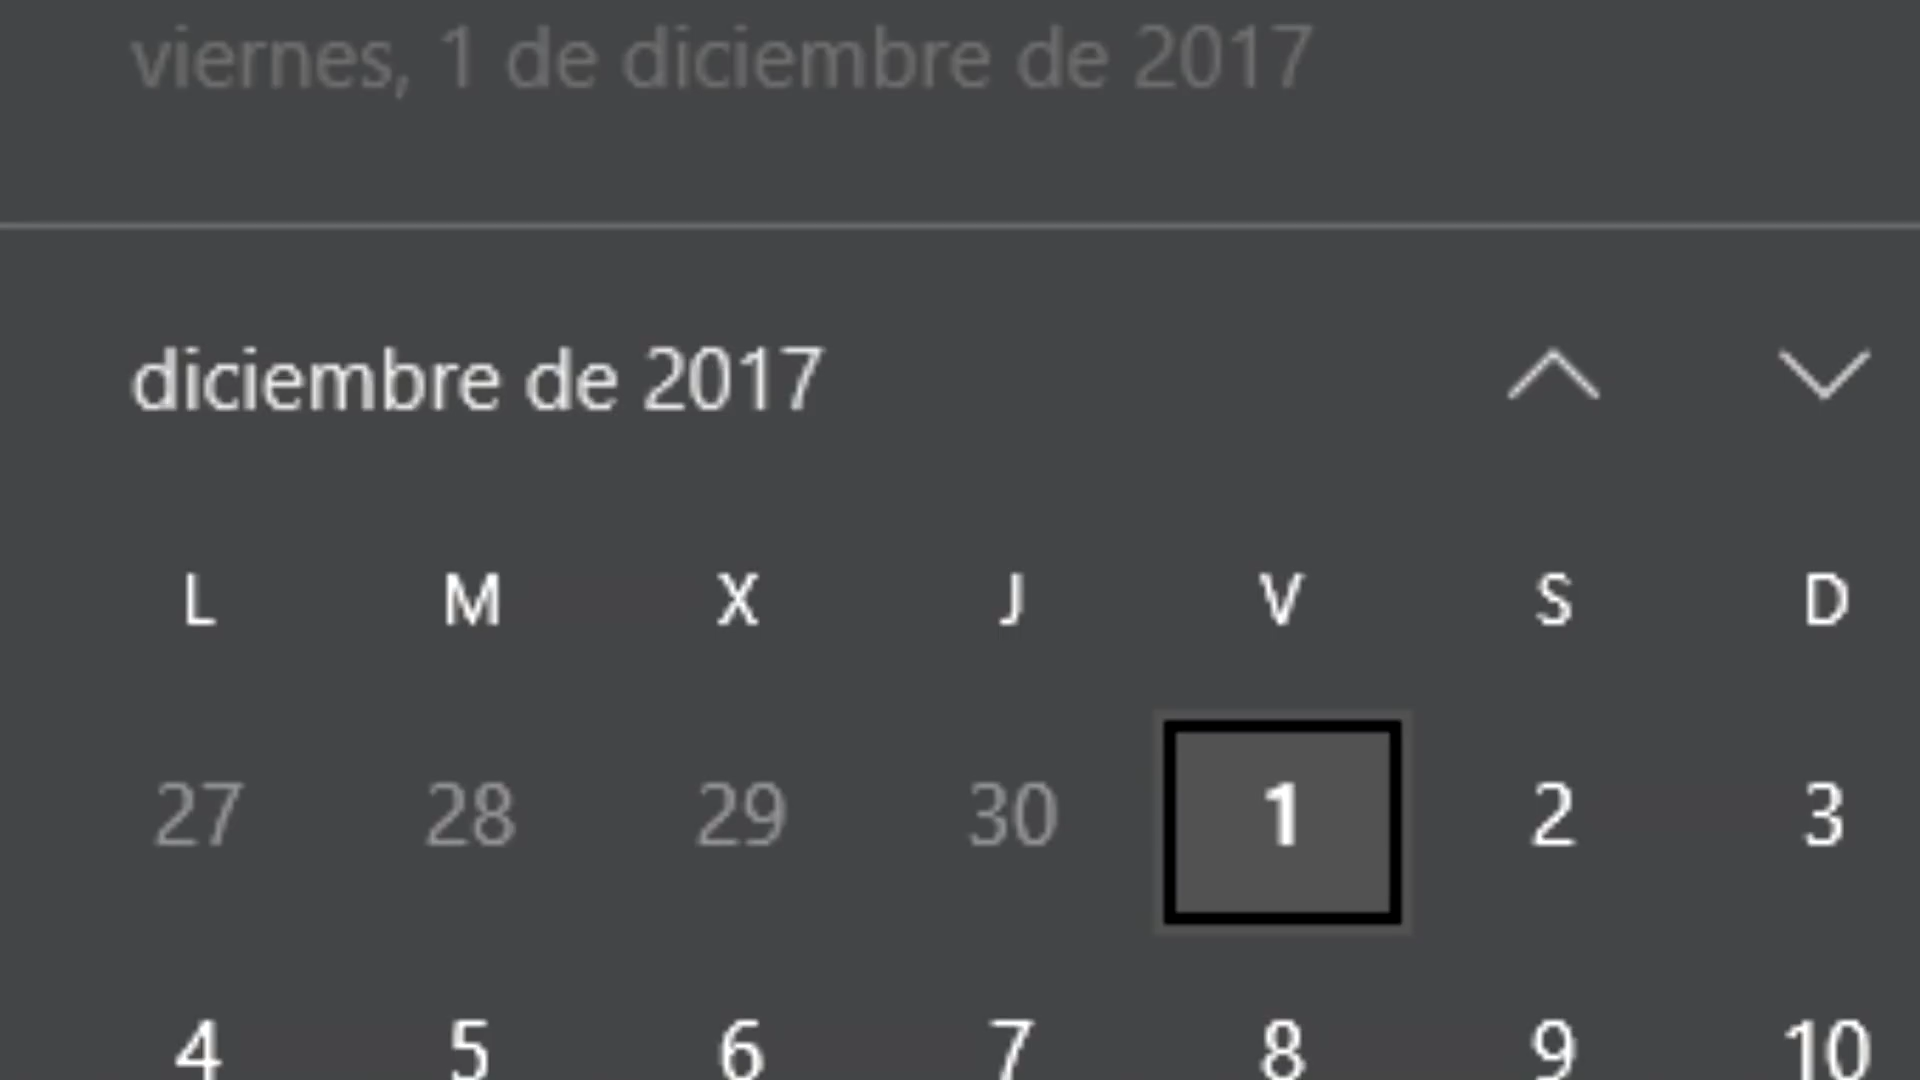 viernes, 1 de diciembre de 2017
diciembre de 2017
L M X J V S D
27 28 29 30 1 2 3
4 5 6 7 8 9 10